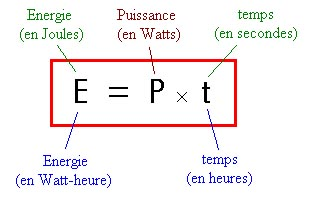 Energie
(en Joules)
Puissance
(en Watts)
temps
(en secondes)
E = P × t
Energie
(en Watt-heure)
temps
(en heures)